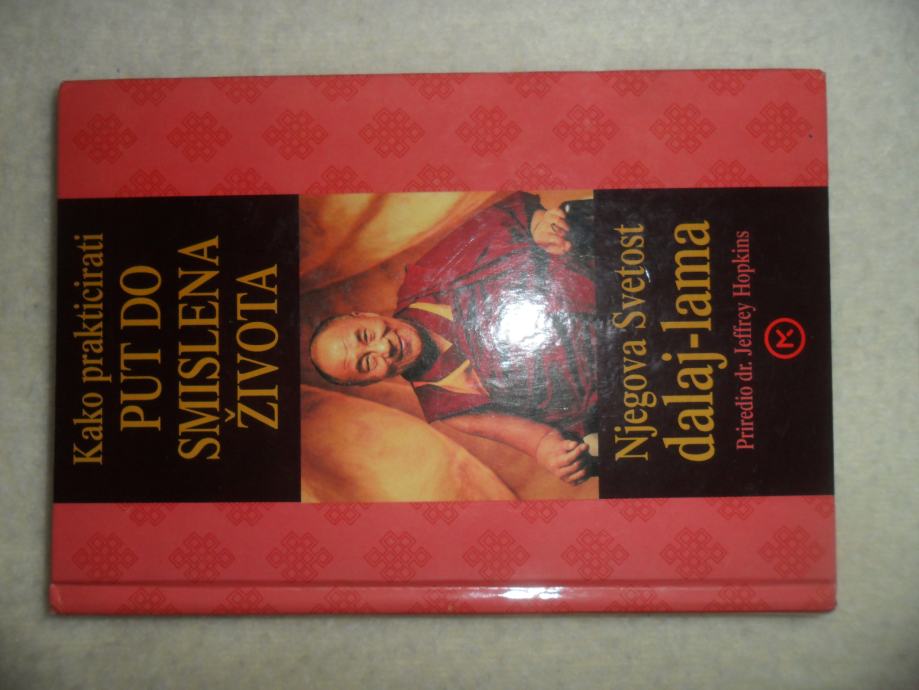 Kako prakticirati
PUT DO
SMISLENA
ŽIVOTA
Njegova Svetost
dalaj-lama
Priredio dr. Jeffrey Hopkins